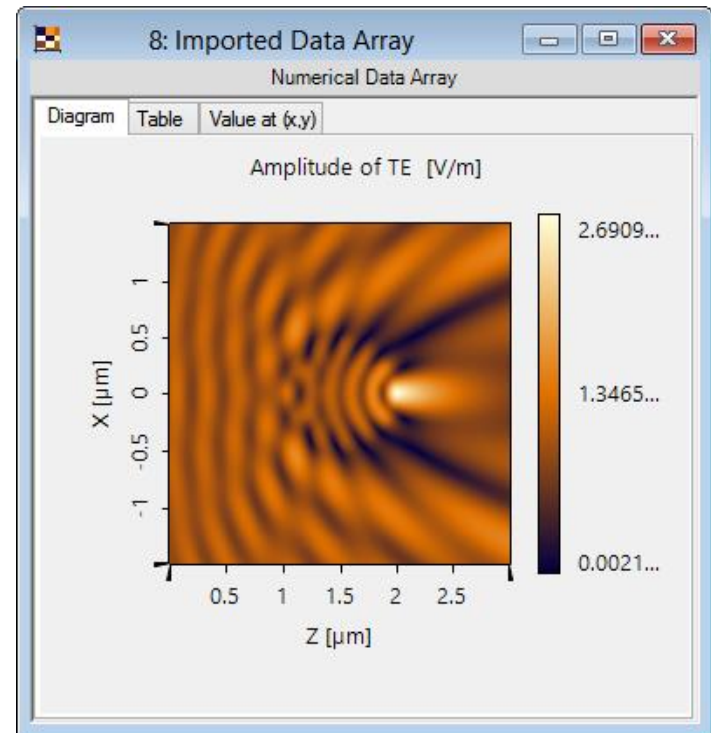 8: Imported Data Array
Numerical Data Array
Diagram Table Value at (x,y)
Amplitude of TE [V/m]
2.6909...
1.3465...
0.0021...
X [µm]
1
0.5
0
-0.5
-1
0.5 1 1.5 2 2.5
Z [µm]